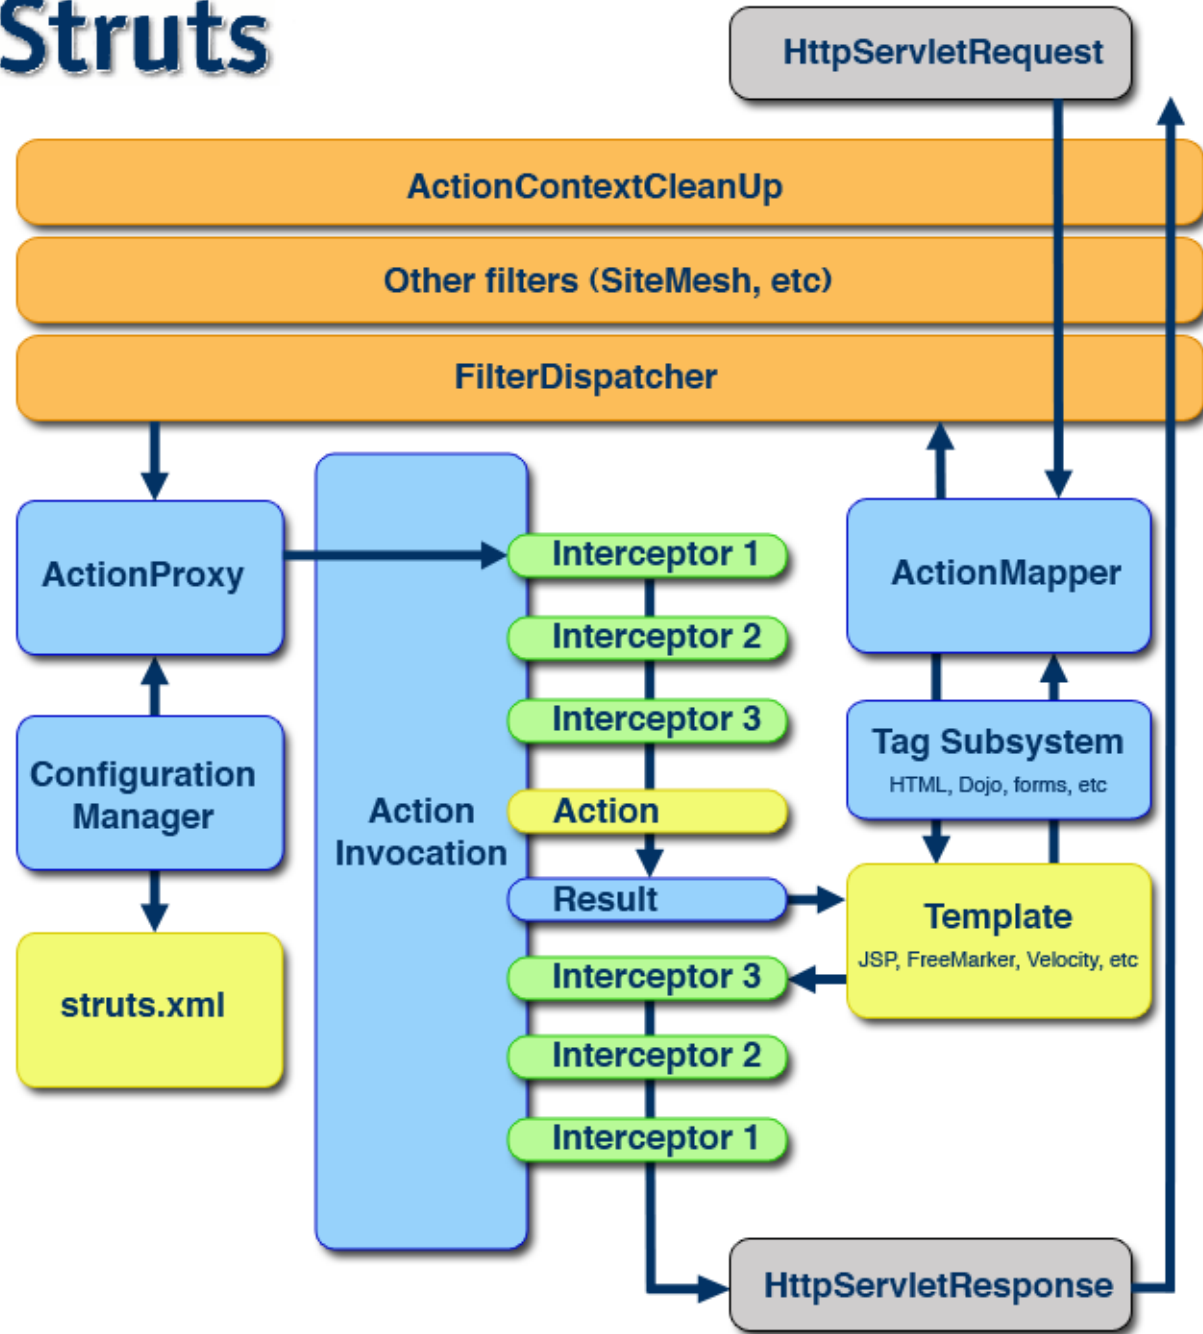 Struts
HttpServletRequest
ActionContextCleanUp
Other filters (SiteMesh, etc)
FilterDispatcher
ActionProxy
Interceptor 1
ActionMapper
Interceptor 2
Interceptor 3
Tag Subsystem
HTML, Dojo, forms, etc
Configuration
Manager
Action
Invocation
Action
Result
Template
JSP, FreeMarker, Velocity, etc
struts.xml
Interceptor 3
Interceptor 2
Interceptor 1
HttpServletResponse